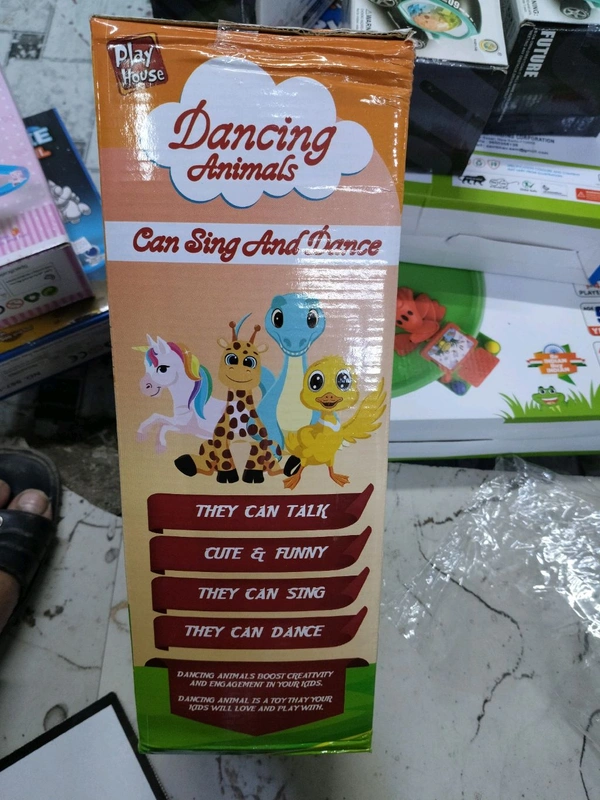 Play
House
Dancing
Animals
Can Sing And Dance
THEY CAN TALK
CUTE & FUNNY
THEY CAN SING
THEY CAN DANCE
DANCING ANIMALS BOOST CREATIVITY
AND ENGAGEMENT IN YOUR KIDS.
DANCING ANIMAL IS A TOY THAY YOUR
KIDS WILL LOVE AND PLAY WITH.
FUTURE
CORPORATION